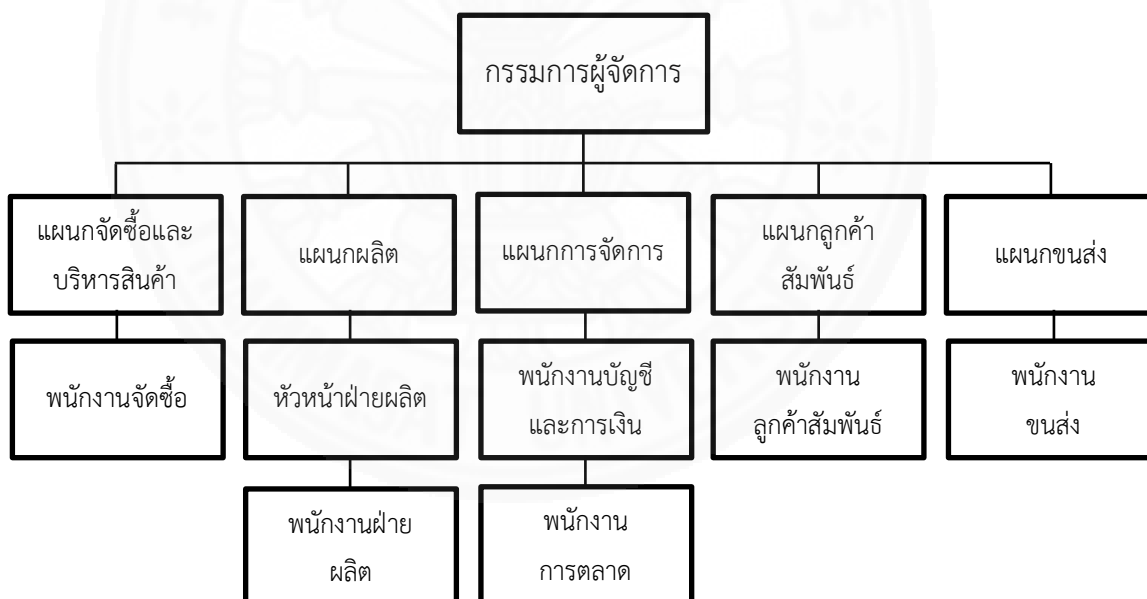 กรรมการผู้จัดการ
แผนกจัดซื้อและ
บริหารสินค้า
แผนกผลิต
แผนกการจัดการ
แผนกลูกค้า
สัมพันธ์
แผนกขนส่ง
พนักงานจัดซื้อ
หัวหน้าฝ่ายผลิต
พนักงานบัญชี
และการเงิน
พนักงาน
ลูกค้าสัมพันธ์
พนักงาน
ขนส่ง
พนักงานฝ่าย
ผลิต
พนักงาน
การตลาด